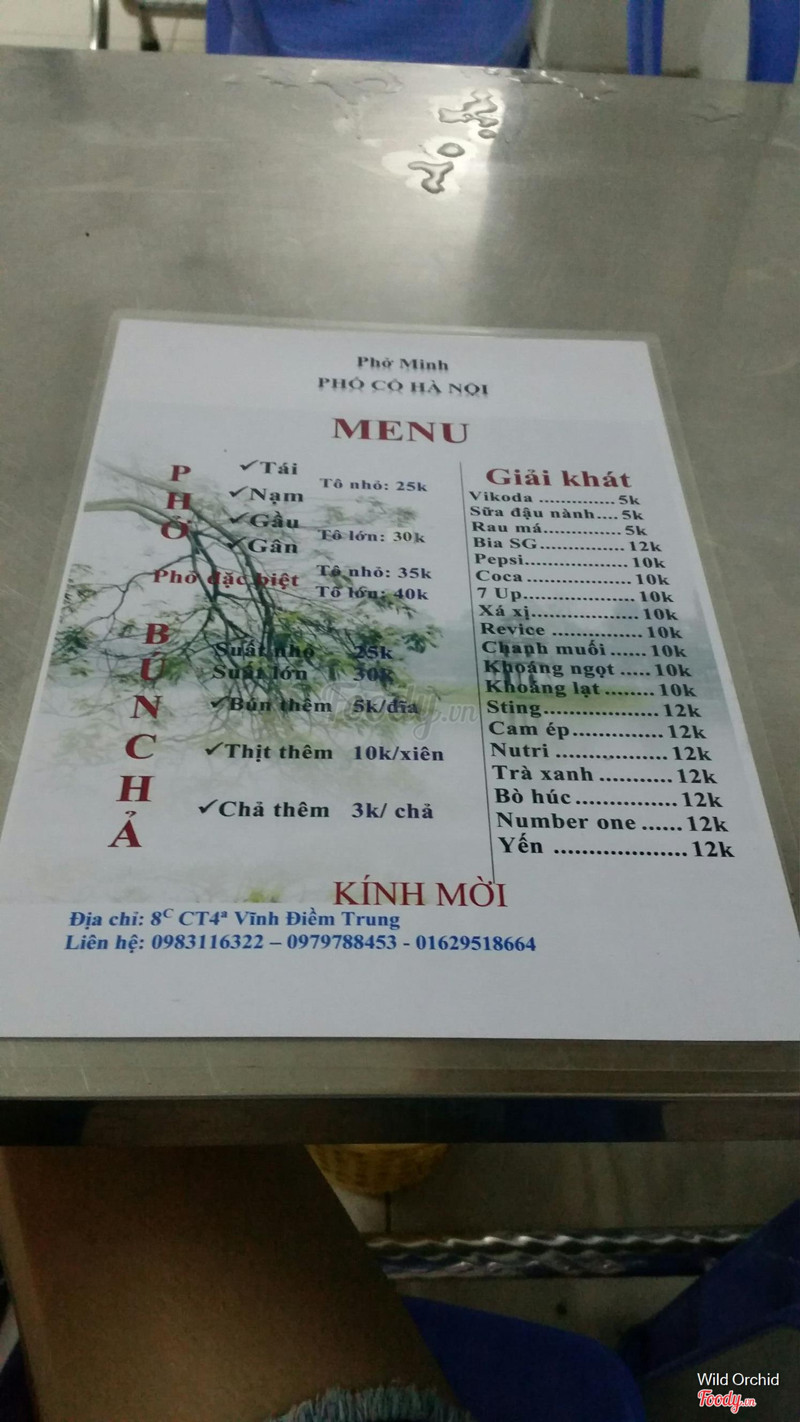 Phở Minh
PHỐ CỔ HÀ NỘI
MENU
PHỞ
✓Tái
✓Nạm
✓Gầu
✓Gân
Tô nhỏ: 25k
Tô lớn: 30k
Phở đặc biệt
Tô nhỏ: 35k
Tô lớn: 40k
BÚN CHẢ
Suất nhỏ 25k
Suất lớn 30k
✓Bún thêm 5k/đĩa
✓Thịt thêm 10k/xiên
✓Chả thêm 3k/ chả
Giải khát
Vikoda .............5k
Sữa đậu nành....5k
Rau má.............5k
Bia SG...............12k
Pepsi..................10k
Coca ..................10k
7 Up...................10k
Xá xị...................10k
Revice ...............10k
Chanh muối ......10k
Khoáng ngọt .....10k
Khoáng lạt ........10k
Sting...................12k
Cam ép..............12k
Nutri ..................12k
Trà xanh ...........12k
Bò húc...............12k
Number one ......12k
Yến ...................12k
KÍNH MỜI
Địa chỉ: 8C CT4a Vĩnh Điềm Trung
Liên hệ: 0983116322 – 0979788453 - 01629518664
Foody.vn
Wild Orchid
Foody.vn